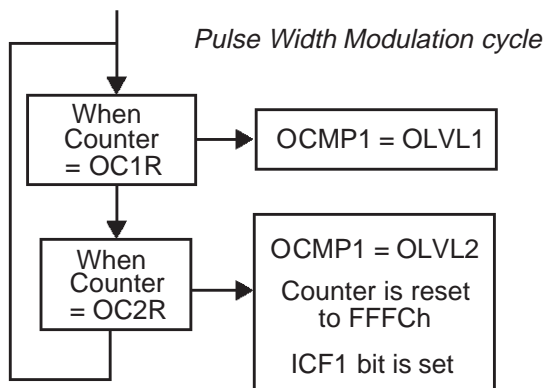 Pulse Width Modulation cycle
When
Counter
= OC1R
OCMP1 = OLVL1
When
Counter
= OC2R
OCMP1 = OLVL2
Counter is reset
to FFFCh
ICF1 bit is set